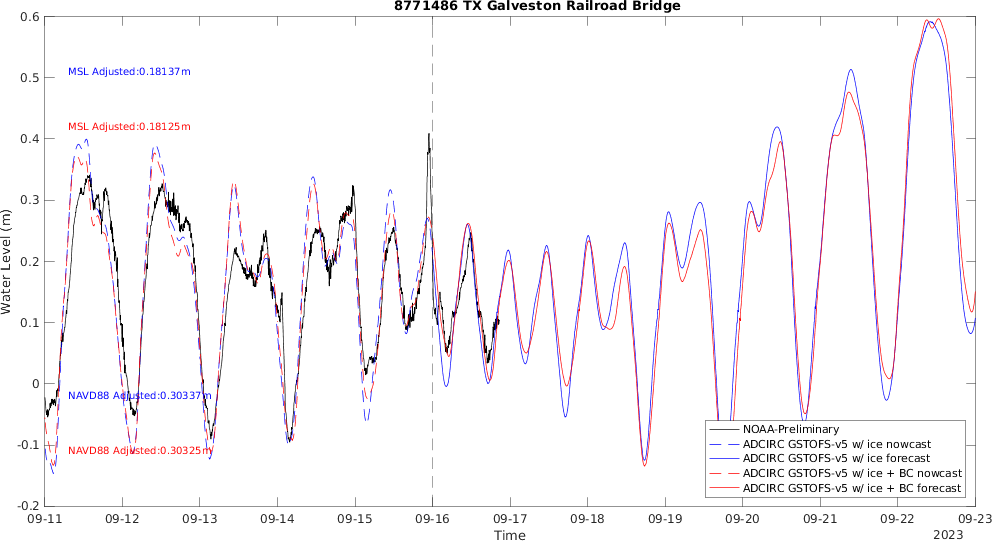 8771486 TX Galveston Railroad Bridge
0.6
0.5
0.4
0.3
0.2
0.1
0
-0.1
-0.2
Water Level (m)
MSL Adjusted:0.18137m
MSL Adjusted:0.18125m
NAVD88 Adjusted:0.30337m
NAVD88 Adjusted:0.30325m
NOAA-Preliminary
ADCIRC GSTOFS-v5 w/ ice nowcast
ADCIRC GSTOFS-v5 w/ ice forecast
ADCIRC GSTOFS-v5 w/ ice + BC nowcast
ADCIRC GSTOFS-v5 w/ ice + BC forecast
09-11 09-12 09-13 09-14 09-15 09-16 09-17 09-18 09-19 09-20 09-21 09-22 09-23
Time
2023